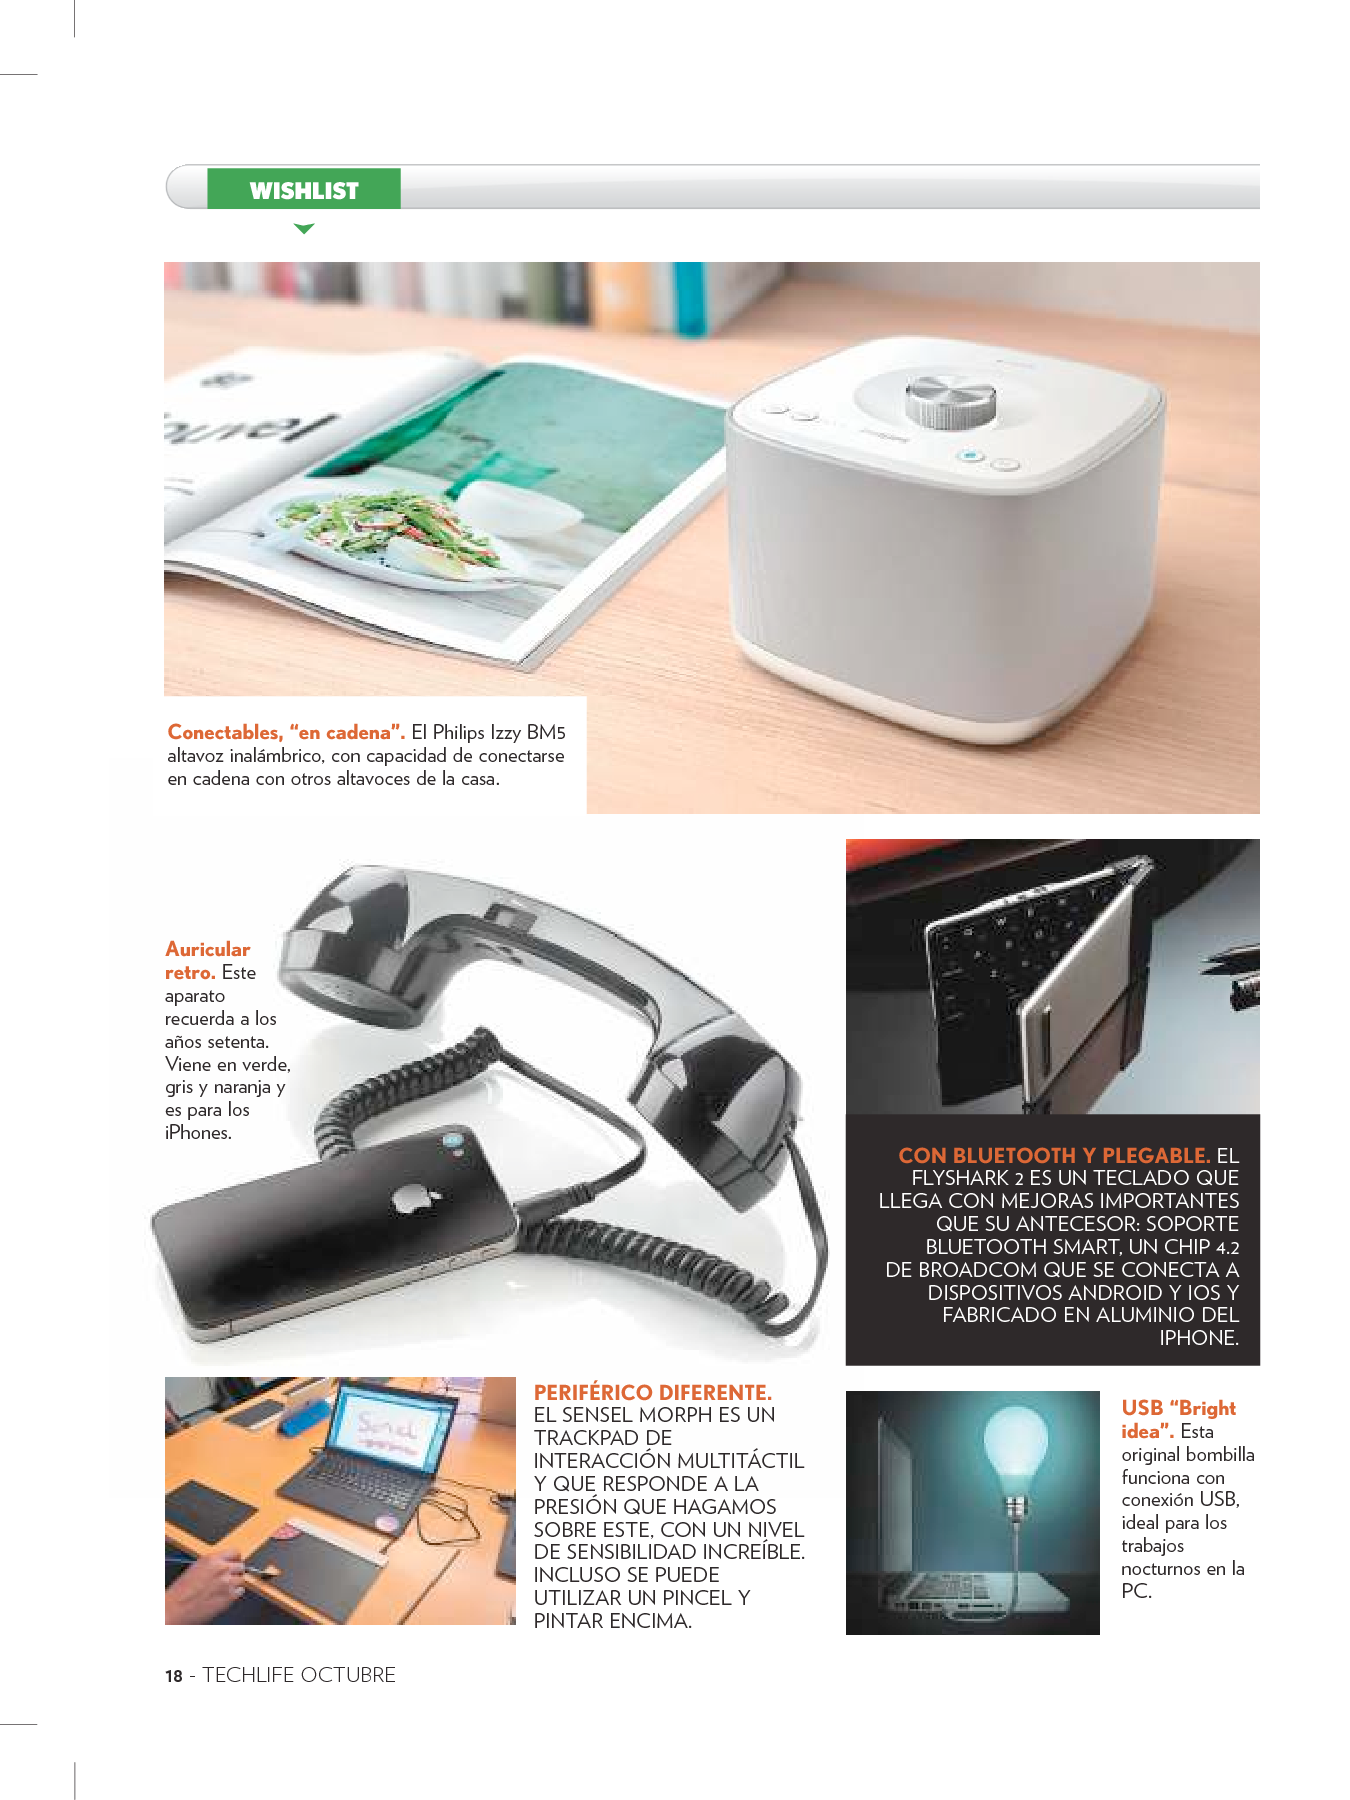 WISHLIST
Conectables, “en cadena”. El Philips Izzy BM5
altavoz inalámbrico, con capacidad de conectarse
en cadena con otros altavoces de la casa.
Auricular
retro. Este
aparato
recuerda a los
años setenta.
Viene en verde,
gris y naranja y
es para los
iPhones.
CON BLUETOOTH Y PLEGABLE. EL
FLYSHARK 2 ES UN TECLADO QUE
LLEGA CON MEJORAS IMPORTANTES
QUE SU ANTECESOR: SOPORTE
BLUETOOTH SMART, UN CHIP 4.2
DE BROADCOM QUE SE CONECTA A
DISPOSITIVOS ANDROID Y IOS Y
FABRICADO EN ALUMINIO DEL
IPHONE.
PERIFÉRICO DIFERENTE.
EL SENSEL MORPH ES UN
TRACKPAD DE
INTERACCIÓN MULTITÁCTIL
Y QUE RESPONDE A LA
PRESIÓN QUE HAGAMOS
SOBRE ESTE, CON UN NIVEL
DE SENSIBILIDAD INCREÍBLE.
INCLUSO SE PUEDE
UTILIZAR UN PINCEL Y
PINTAR ENCIMA.
USB “Bright
idea”. Esta
original bombilla
funciona con
conexión USB,
ideal para los
trabajos
nocturnos en la
PC.
18 - TECHLIFE OCTUBRE